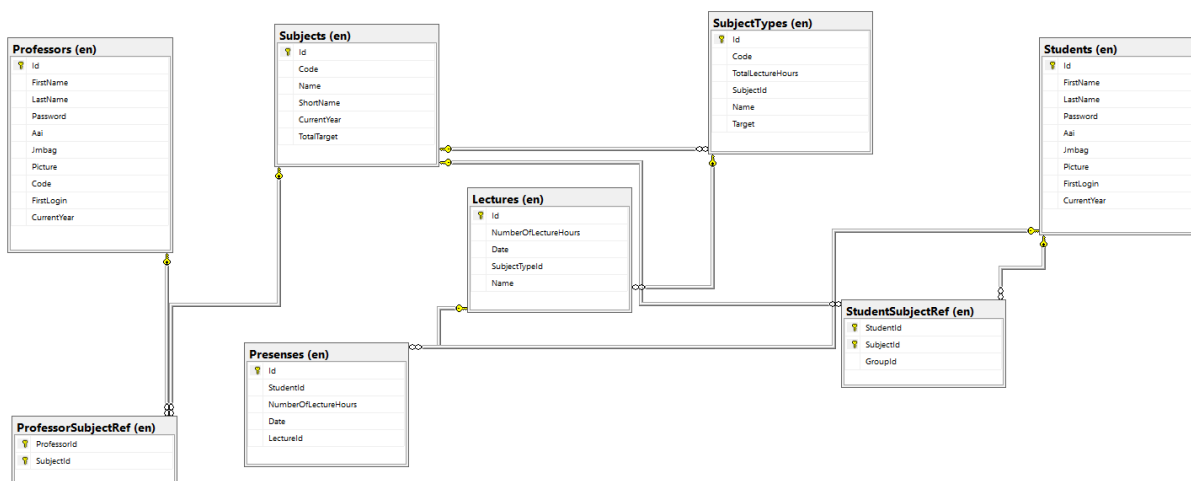 Professors (en)
Id
FirstName
LastName
Password
Aai
Jmbag
Picture
Code
FirstLogin
CurrentYear
Subjects (en)
Id
Code
Name
ShortName
CurrentYear
TotalTarget
SubjectTypes (en)
Id
Code
TotalLectureHours
SubjectId
Name
Target
Students (en)
Id
FirstName
LastName
Password
Aai
Jmbag
Picture
FirstLogin
CurrentYear
Lectures (en)
Id
NumberOfLectureHours
Date
SubjectTypeId
Name
StudentSubjectRef (en)
StudentId
SubjectId
GroupId
Presenses (en)
Id
StudentId
NumberOfLectureHours
Date
LectureId
ProfessorSubjectRef (en)
ProfessorId
SubjectId